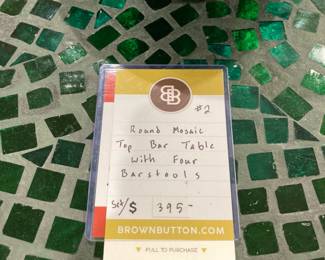 BB
#2
Round Mosaic
Top Bar Table
with Four
Barstools
Set/$ 395-
BROWNBUTTON.COM
PULL TO PURCHASE